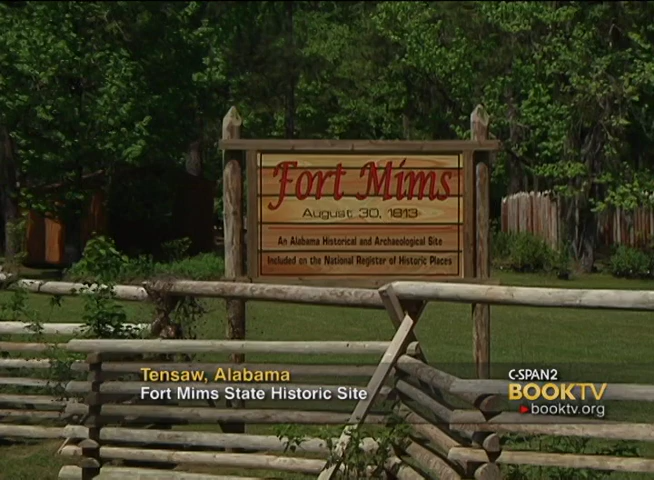 Fort Mims
August 30, 1813
An Alabama Historical and Archaeological Site
Included on the National Register of Historic Places
Tensaw, Alabama
Fort Mims State Historic Site
C-SPAN2
BOOKTV
booktv.org